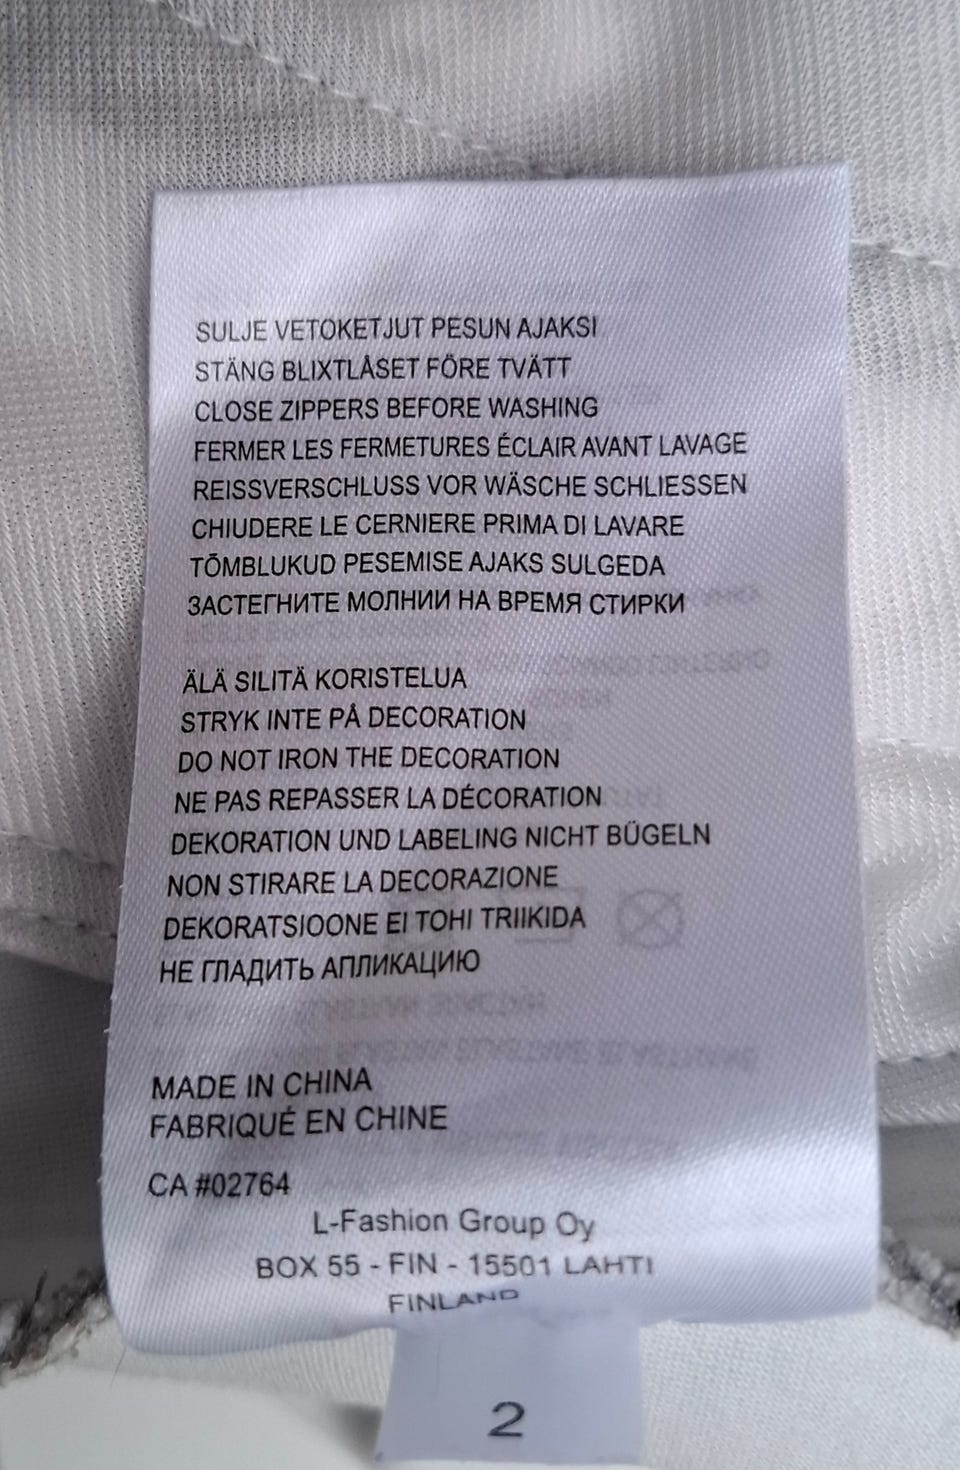 SULJE VETOKETJUT PESUN AJAKSI
STÄNG BLIXTLÅSET FÖRE TVÄTT
CLOSE ZIPPERS BEFORE WASHING
FERMER LES FERMETURES ÉCLAIR AVANT LAVAGE
REISSVERSCHLUSS VOR WÄSCHE SCHLIESSEN
CHIUDERE LE CERNIERE PRIMA DI LAVARE
TÕMBLUKUD PESEMISE AJAKS SULGEDA
ЗАСТЕГНИТЕ МОЛНИИ НА ВРЕМЯ СТИРКИ
ÄLÄ SILITÄ KORISTELUA
STRYK INTE PÅ DECORATION
DO NOT IRON THE DECORATION
NE PAS REPASSER LA DÉCORATION
DEKORATION UND LABELING NICHT BÜGELN
NON STIRARE LA DECORAZIONE
DEKORATSIOONE EI TOHI TRIIKIDA
НЕ ГЛАДИТЬ АПЛИКАЦИЮ
MADE IN CHINA
FABRIQUÉ EN CHINE
CA #02764
L-Fashion Group Oy
BOX 55 - FIN - 15501 LAHTI
FINLAND
2